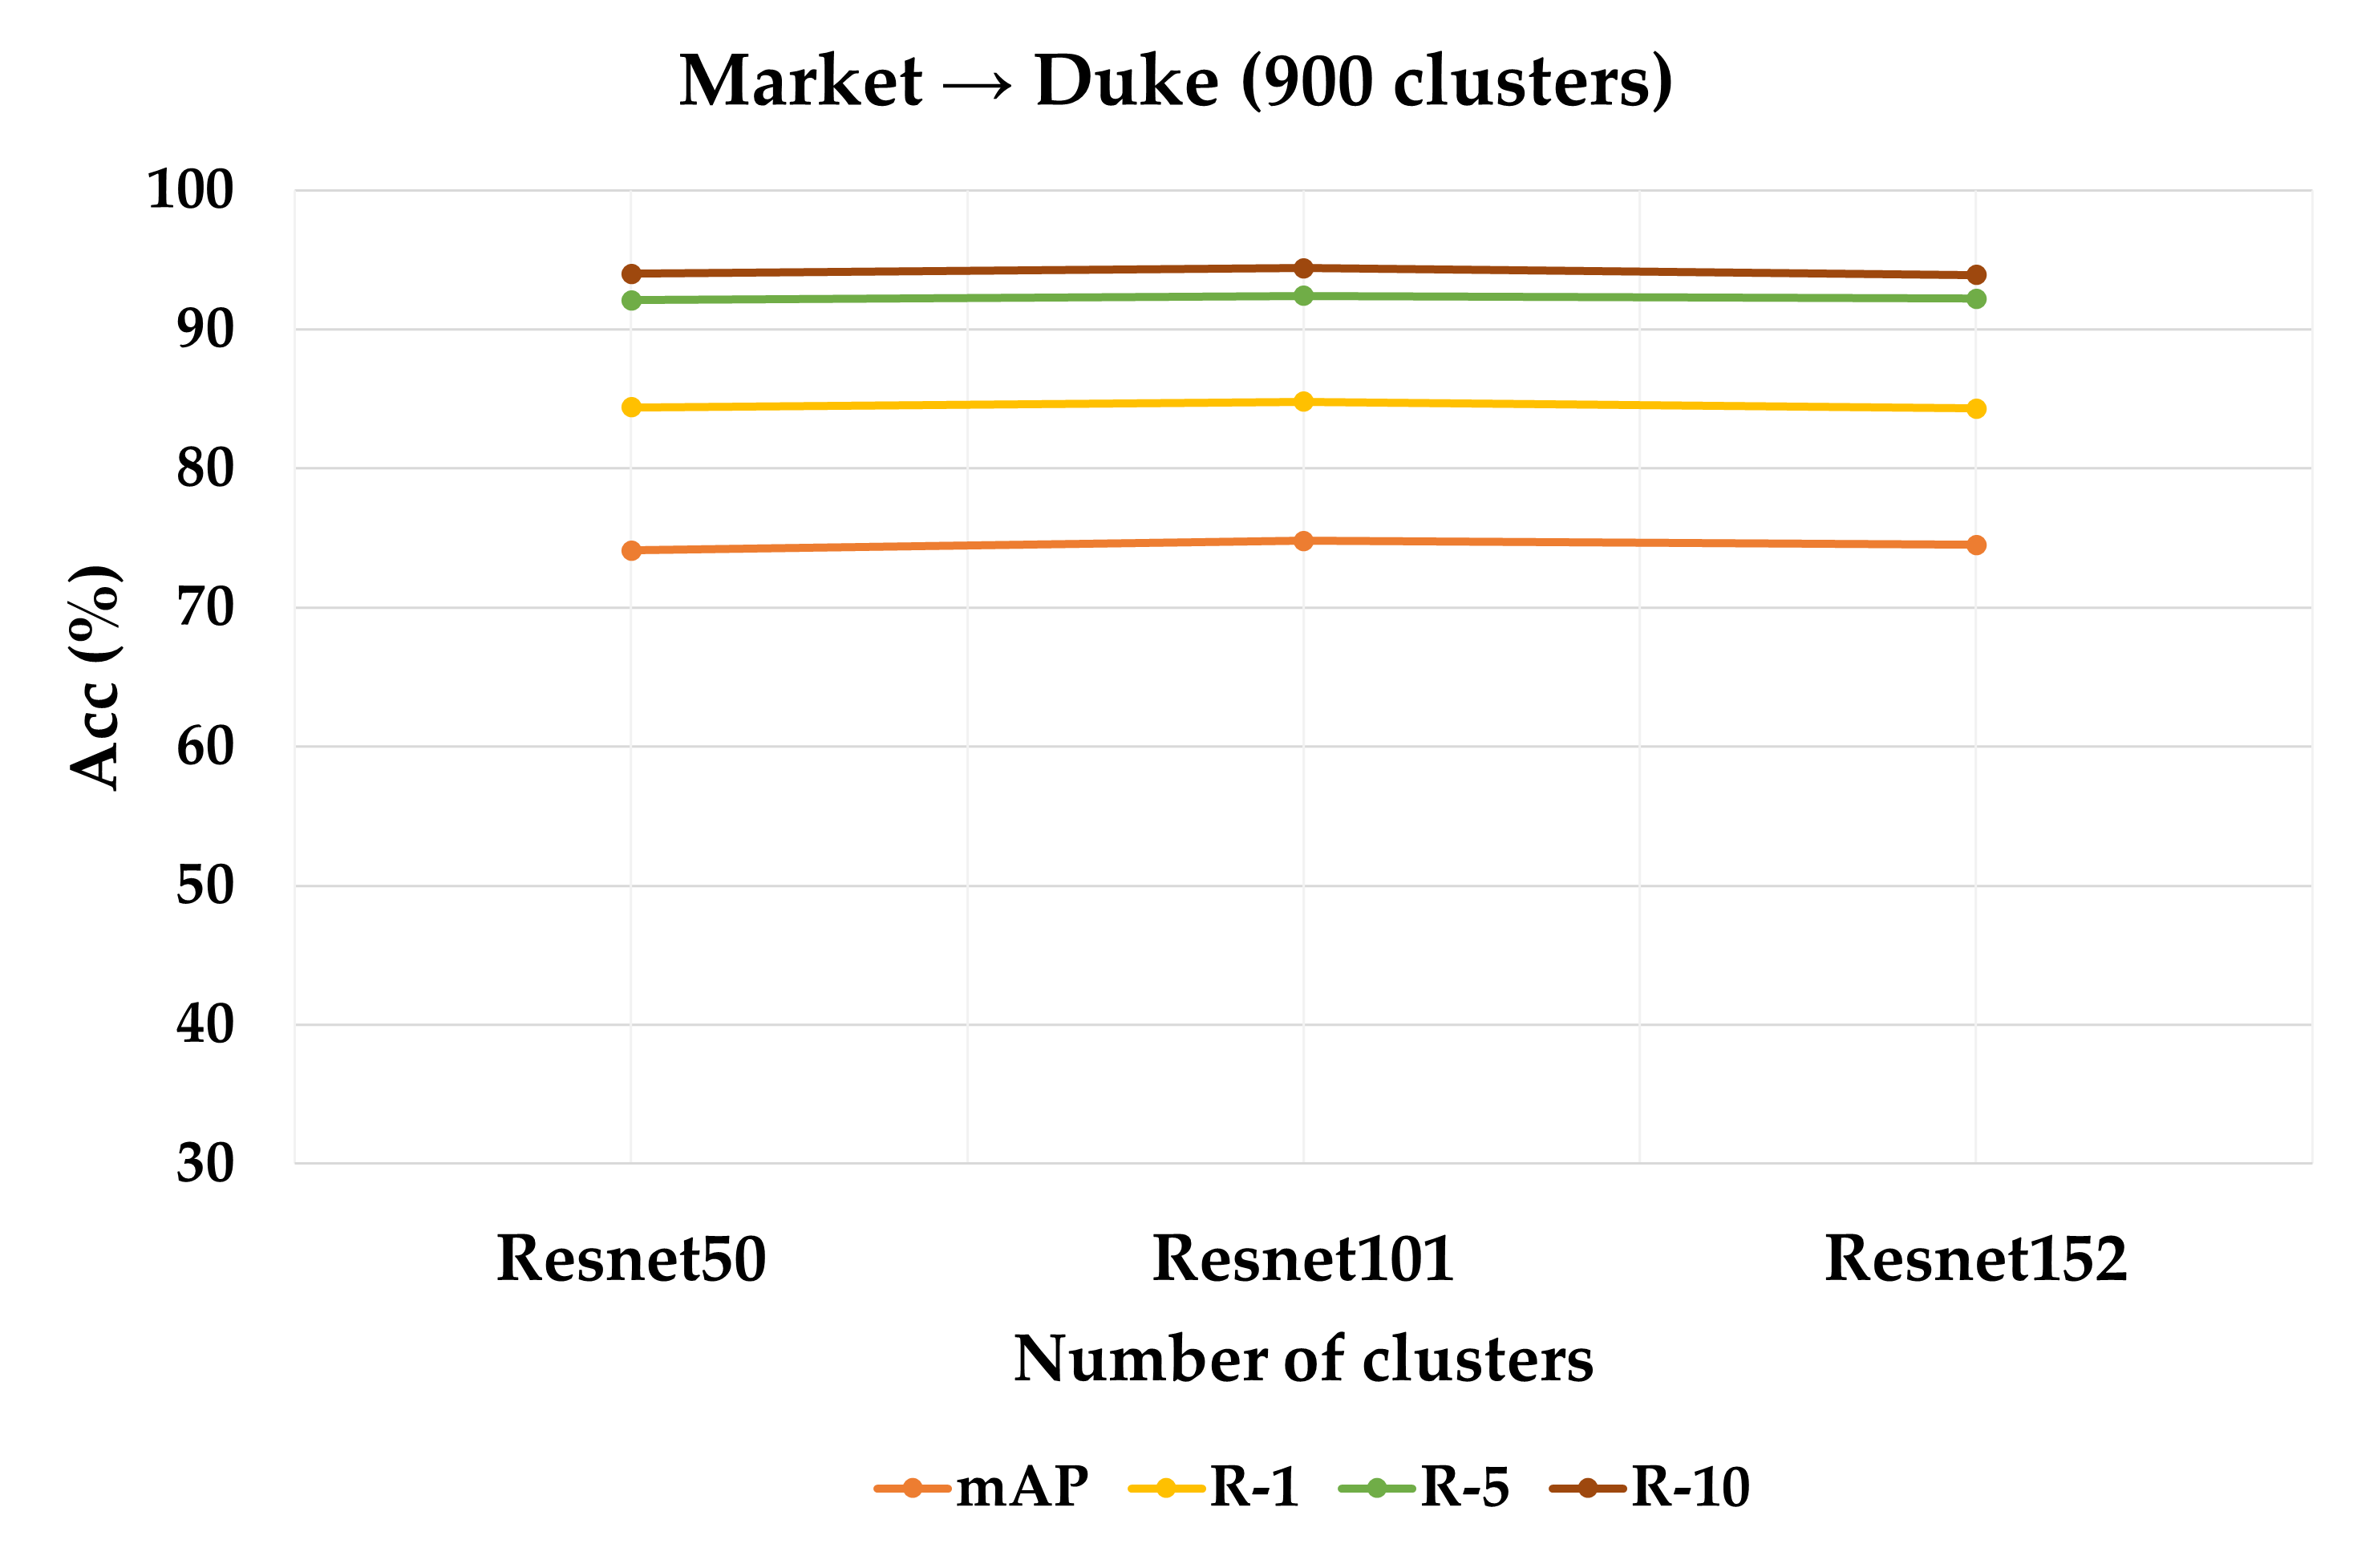 Market → Duke (900 clusters)
100
90
80
70
60
50
40
30
Acc (%)
Resnet50 Resnet101 Resnet152
Number of clusters
mAP R-1 R-5 R-10